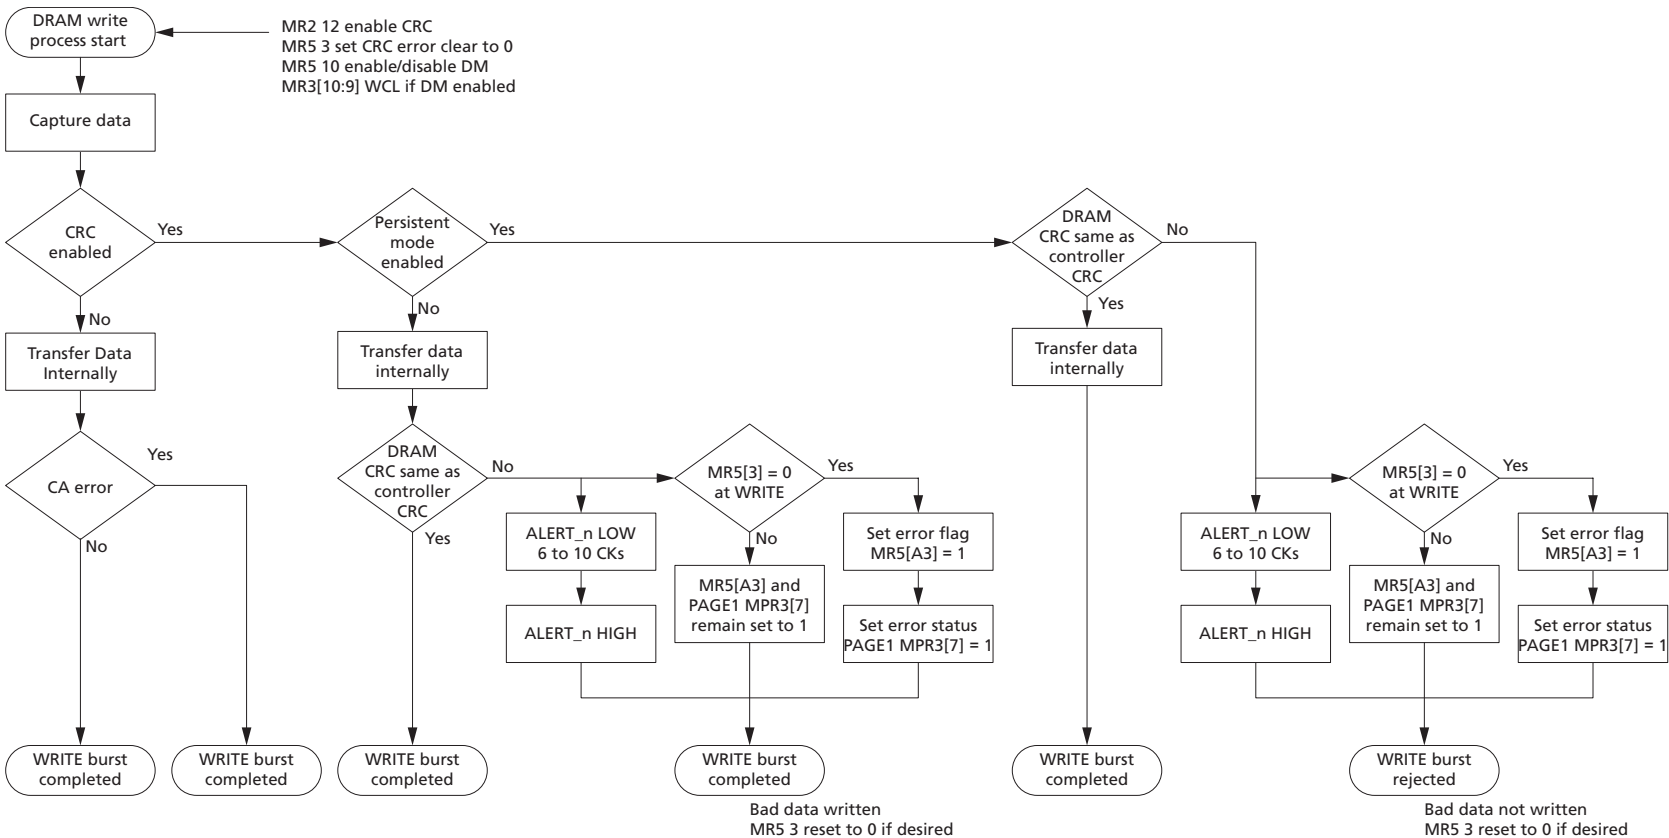 DRAM write
process start
MR2 12 enable CRC
MR5 3 set CRC error clear to 0
MR5 10 enable/disable DM
MR3[10:9] WCL if DM enabled
Capture data
CRC
enabled
Yes
No
Persistent
mode
enabled
Yes
No
DRAM
CRC same as
controller
CRC
No
Yes
Transfer Data
Internally
Transfer data
internally
Transfer data
internally
CA error
Yes
No
DRAM
CRC same as
controller
CRC
No
Yes
MR5[3] = 0
at WRITE
Yes
No
ALERT_n LOW
6 to 10 CKs
ALERT_n HIGH
MR5[A3] and
PAGE1 MPR3[7]
remain set to 1
Set error flag
MR5[A3] = 1
Set error status
PAGE1 MPR3[7] = 1
MR5[3] = 0
at WRITE
Yes
No
ALERT_n LOW
6 to 10 CKs
ALERT_n HIGH
MR5[A3] and
PAGE1 MPR3[7]
remain set to 1
Set error flag
MR5[A3] = 1
Set error status
PAGE1 MPR3[7] = 1
WRITE burst
completed
WRITE burst
completed
WRITE burst
completed
WRITE burst
completed
Bad data written
MR5 3 reset to 0 if desired
WRITE burst
completed
WRITE burst
rejected
Bad data not written
MR5 3 reset to 0 if desired